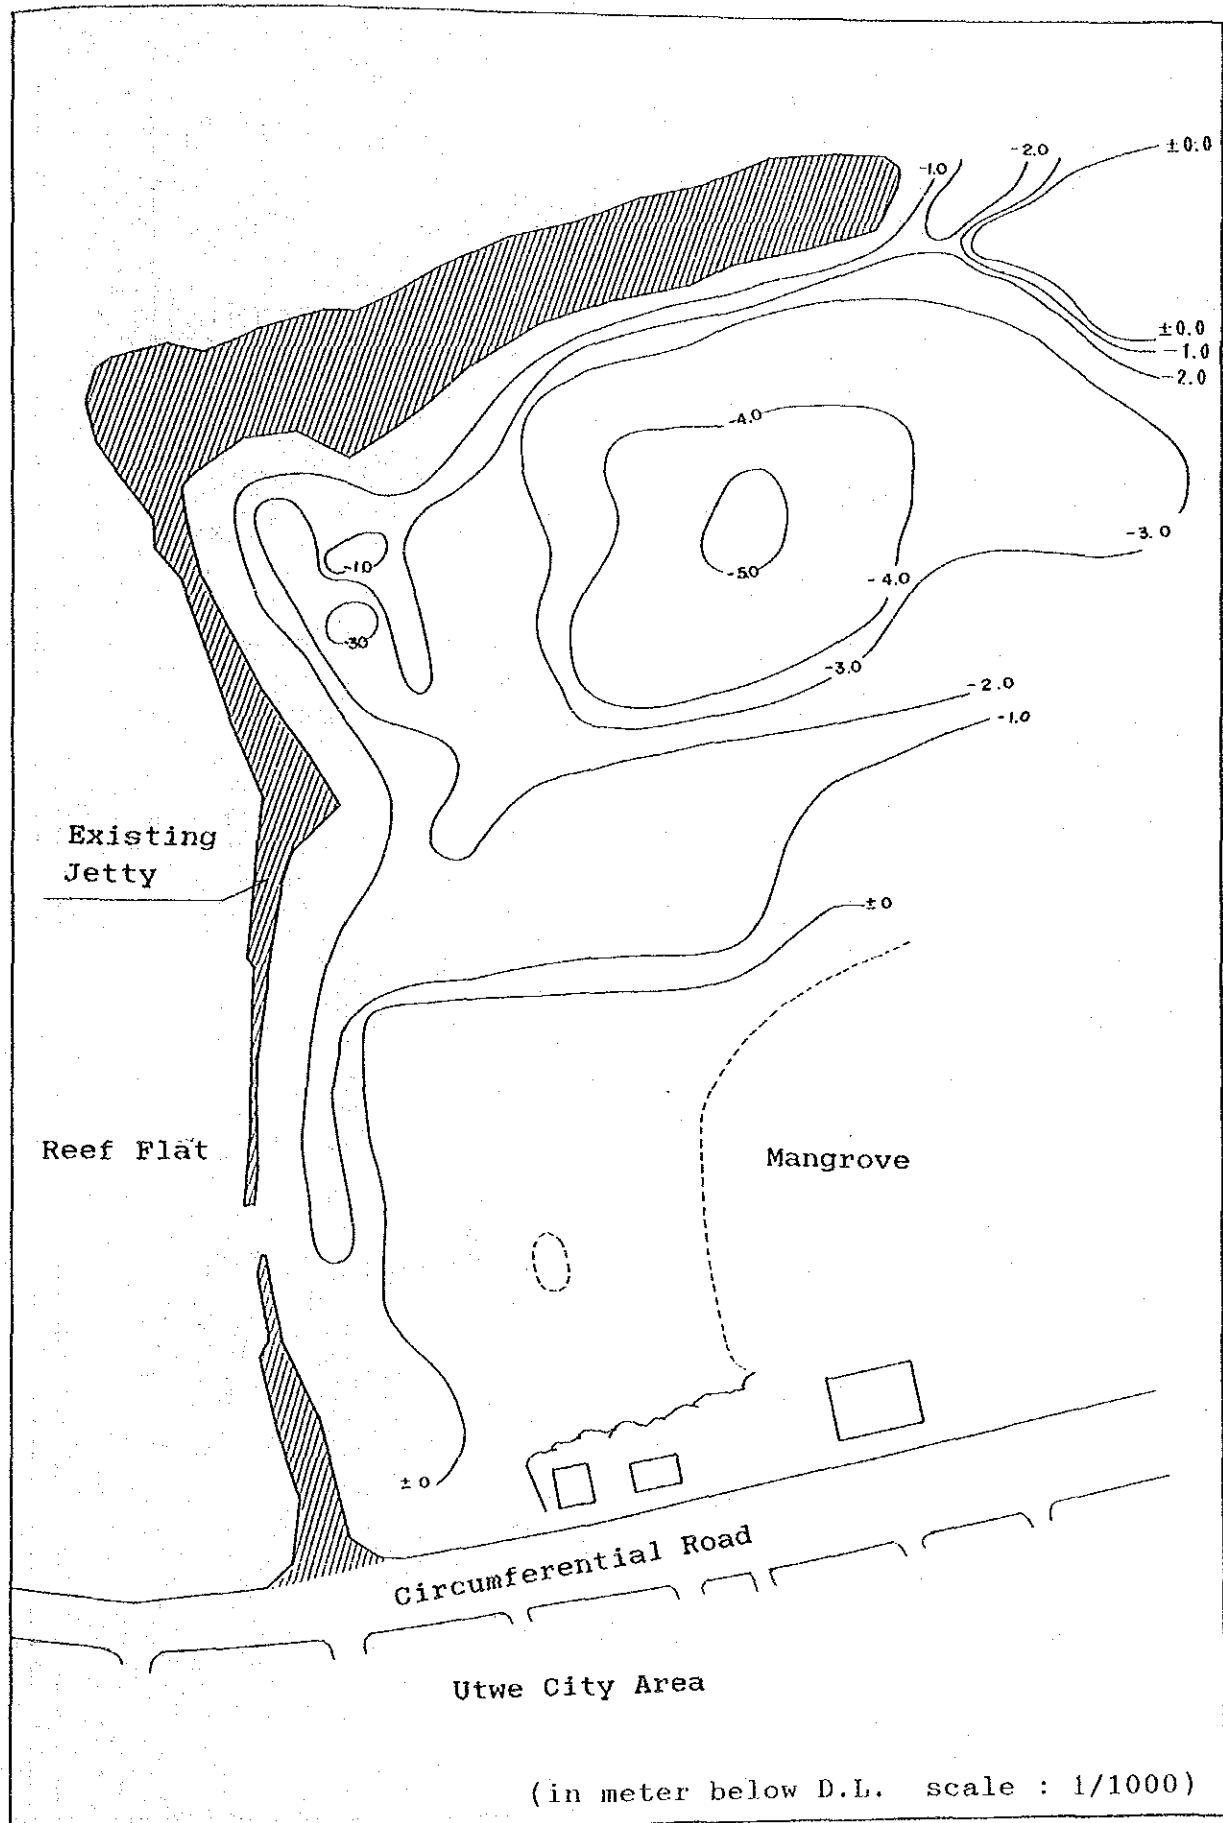 -1.0
-2.0
±0.0
±0.0
-1.0
-2.0
-4.0
-3.0
-1.0
-5.0
-4.0
-3.0
-3.0
-2.0
-1.0
Existing
Jetty
±0
Reef Flat
Mangrove
±0
Circumferential Road
Utwe City Area
(in meter below D.L. scale : 1/1000)